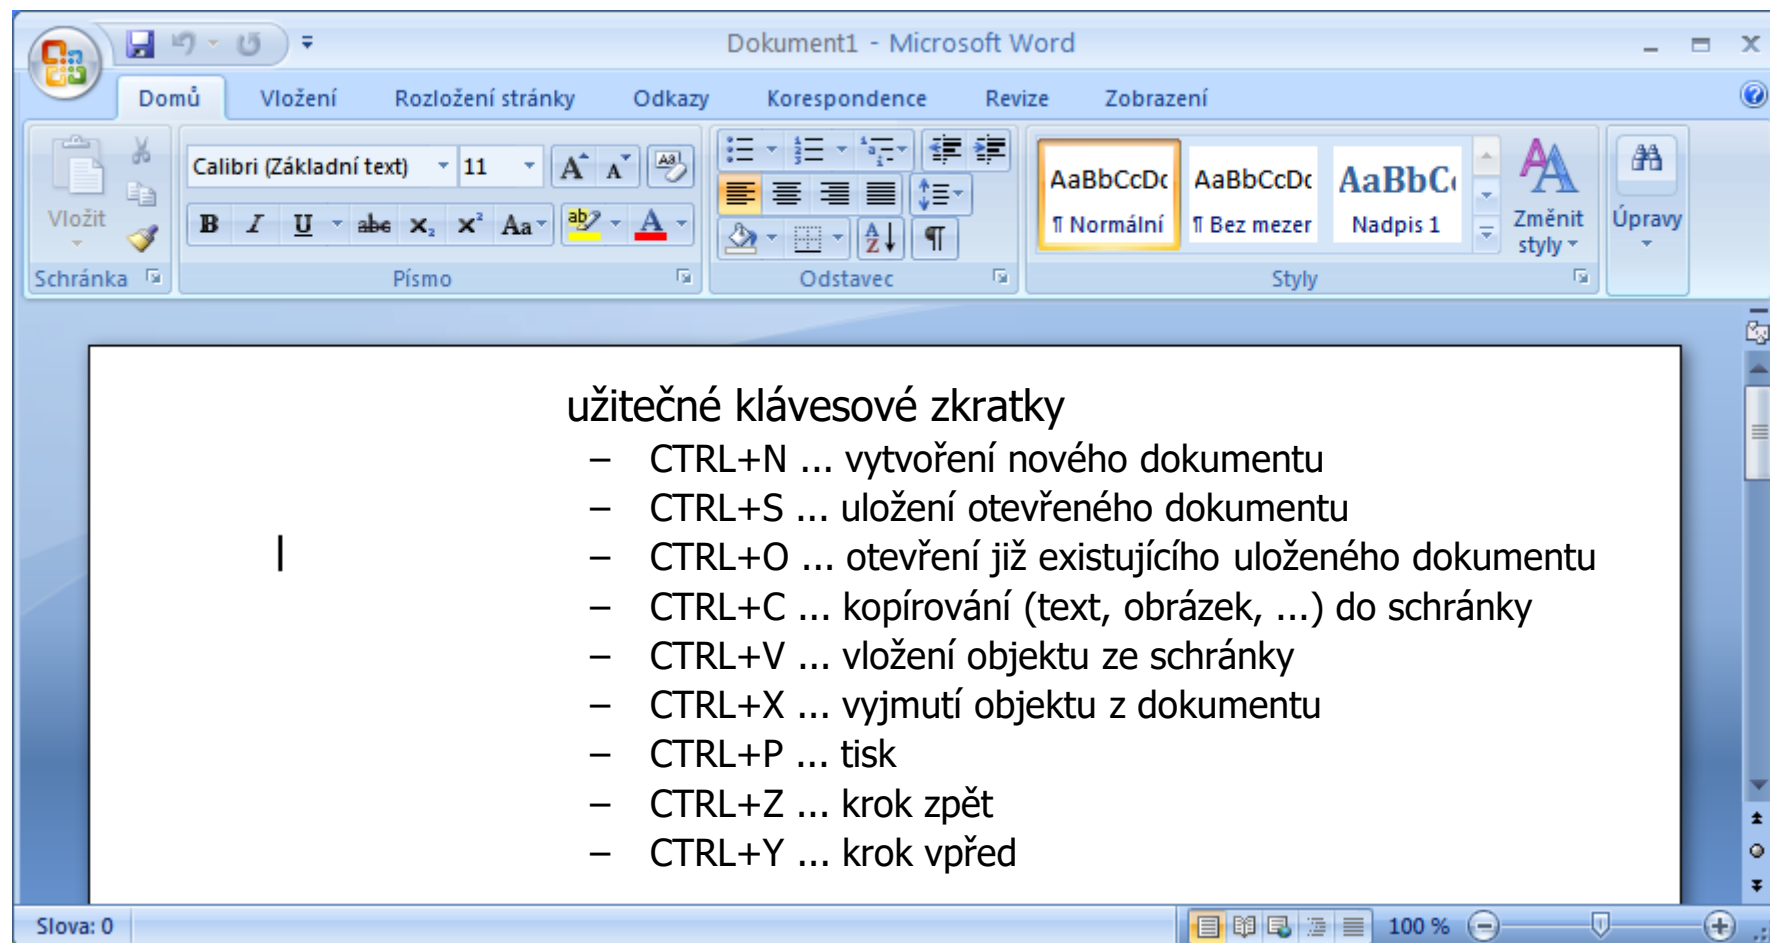 Dokument1 - Microsoft Word
Domů Vložení Rozložení stránky Odkazy Korespondence Revize Zobrazení
Vložit
Schránka
Calibri (Základní text) 11
Písmo
Odstavec
AaBbCcDc AaBbCcDc AaBbC
¶ Normální ¶ Bez mezer Nadpis 1
Styly
Změnit
styly
Úpravy
užitečné klávesové zkratky
– CTRL+N ... vytvoření nového dokumentu
– CTRL+S ... uložení otevřeného dokumentu
– CTRL+O ... otevření již existujícího uloženého dokumentu
– CTRL+C ... kopírování (text, obrázek, ...) do schránky
– CTRL+V ... vložení objektu ze schránky
– CTRL+X ... vyjmutí objektu z dokumentu
– CTRL+P ... tisk
– CTRL+Z ... krok zpět
– CTRL+Y ... krok vpřed
Slova: 0
100 %